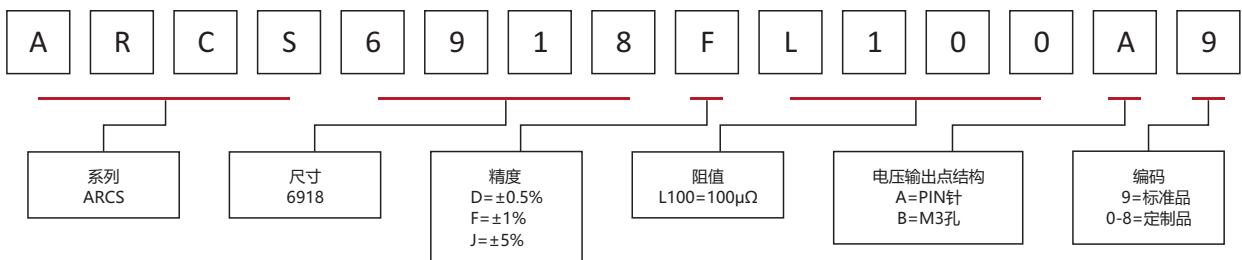 A R C S 6 9 1 8 F L 1 0 0 A 9
系列
ARCS
尺寸
6918
精度
D=±0.5%
F=±1%
J=±5%
阻值
L100=100μΩ
电压输出点结构
A=PIN针
B=M3孔
编码
9=标准品
0-8=定制品